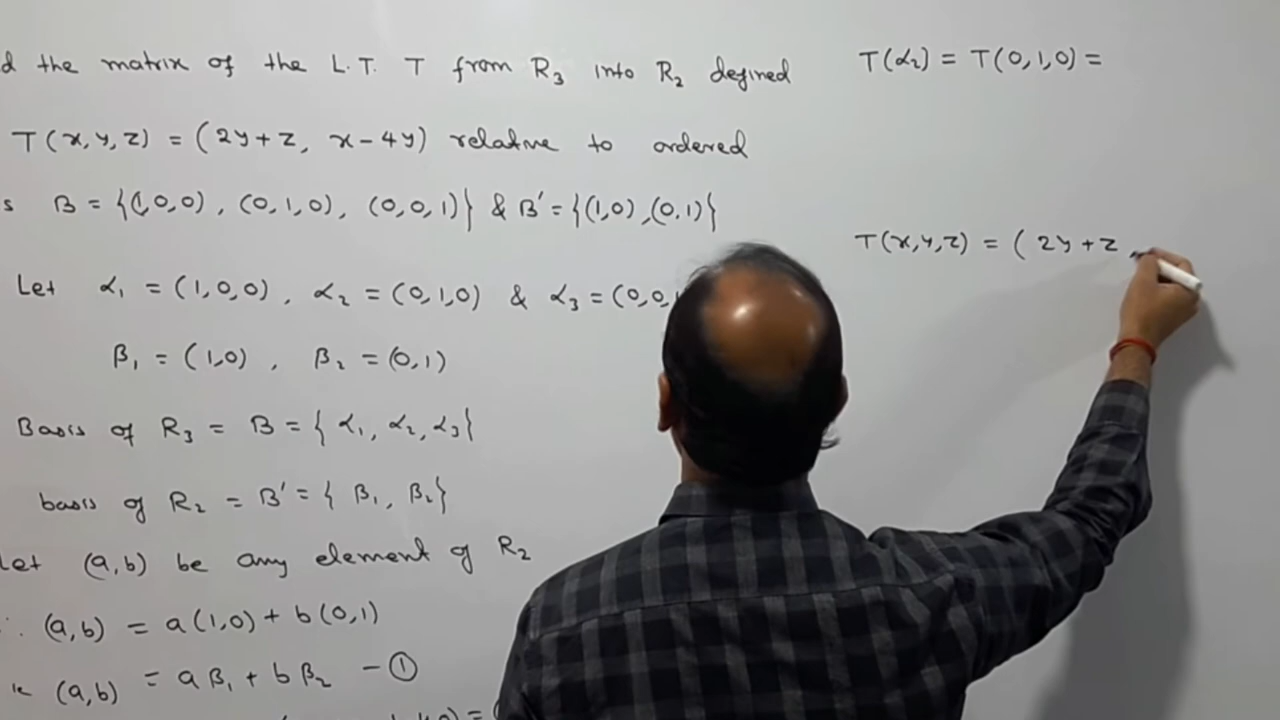 d the matrix of the L.T. T from R₃ into R₂ defined
T(x,y,z) = (2y+z, x-4y) relative to ordered
s B = {(1,0,0), (0,1,0), (0,0,1)} & B' = {(1,0),(0,1)}
Let α₁ = (1,0,0), α₂ = (0,1,0) & α₃ = (0,0,
β₁ = (1,0), β₂ = (0,1)
Basis of R₃ = B = {α₁, α₂, α₃}
basis of R₂ = B' = {β₁, β₂}
Let (a,b) be any element of R₂
∴ (a,b) = a(1,0) + b(0,1)
ie (a,b) = aβ₁ + bβ₂ - ①
T(α₂) = T(0,1,0) =
T(x,y,z) = (2y+z,